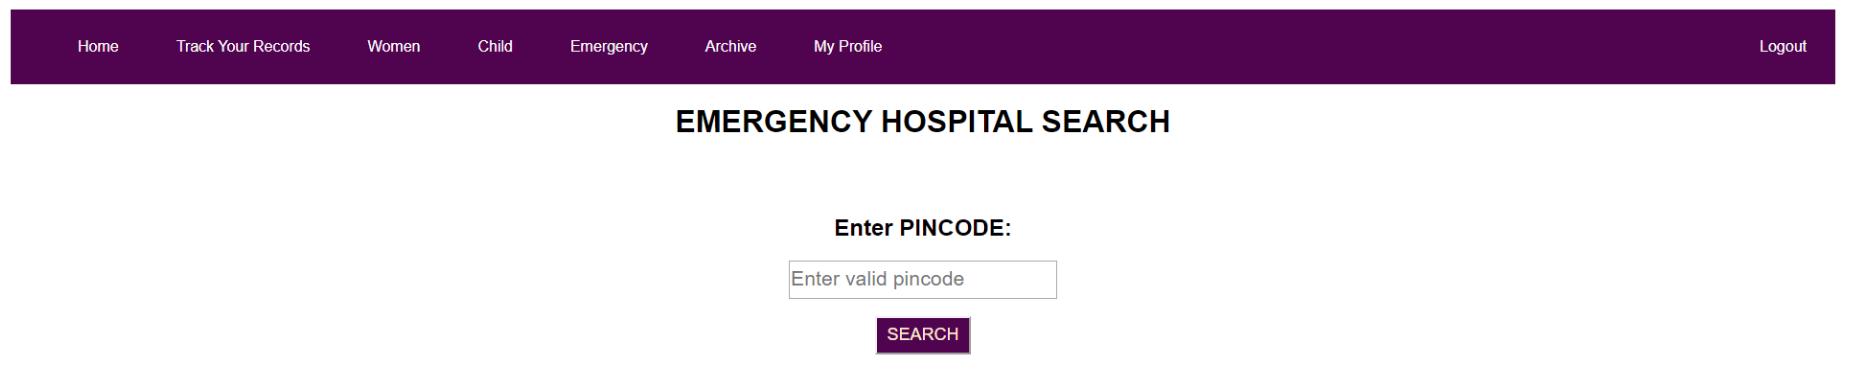 Home Track Your Records Women Child Emergency Archive My Profile Logout
EMERGENCY HOSPITAL SEARCH
Enter PINCODE:
Enter valid pincode
SEARCH